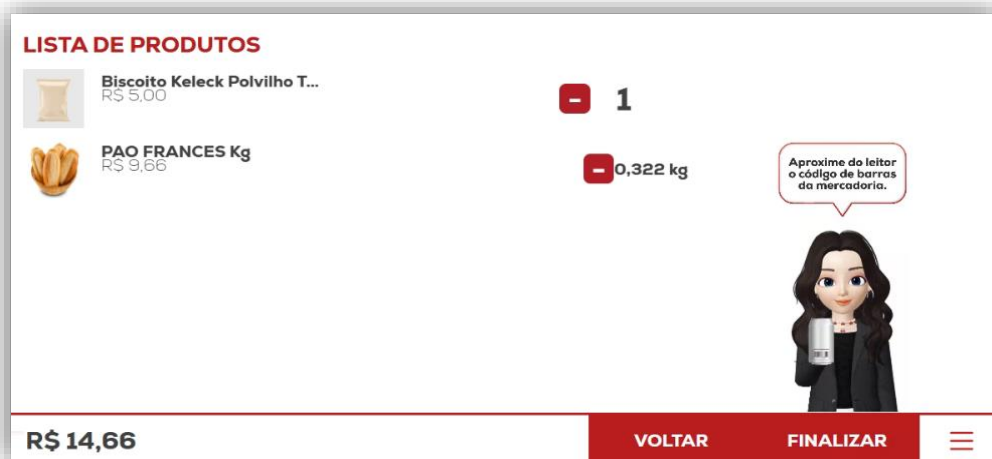 LISTA DE PRODUTOS
Biscoito Keleck Polvilho T...
R$ 5,00
- 1
PAO FRANCES Kg
R$ 9,66
- 0,322 kg
Aproxime do leitor
o código de barras
da mercadoria.
R$ 14,66
VOLTAR
FINALIZAR